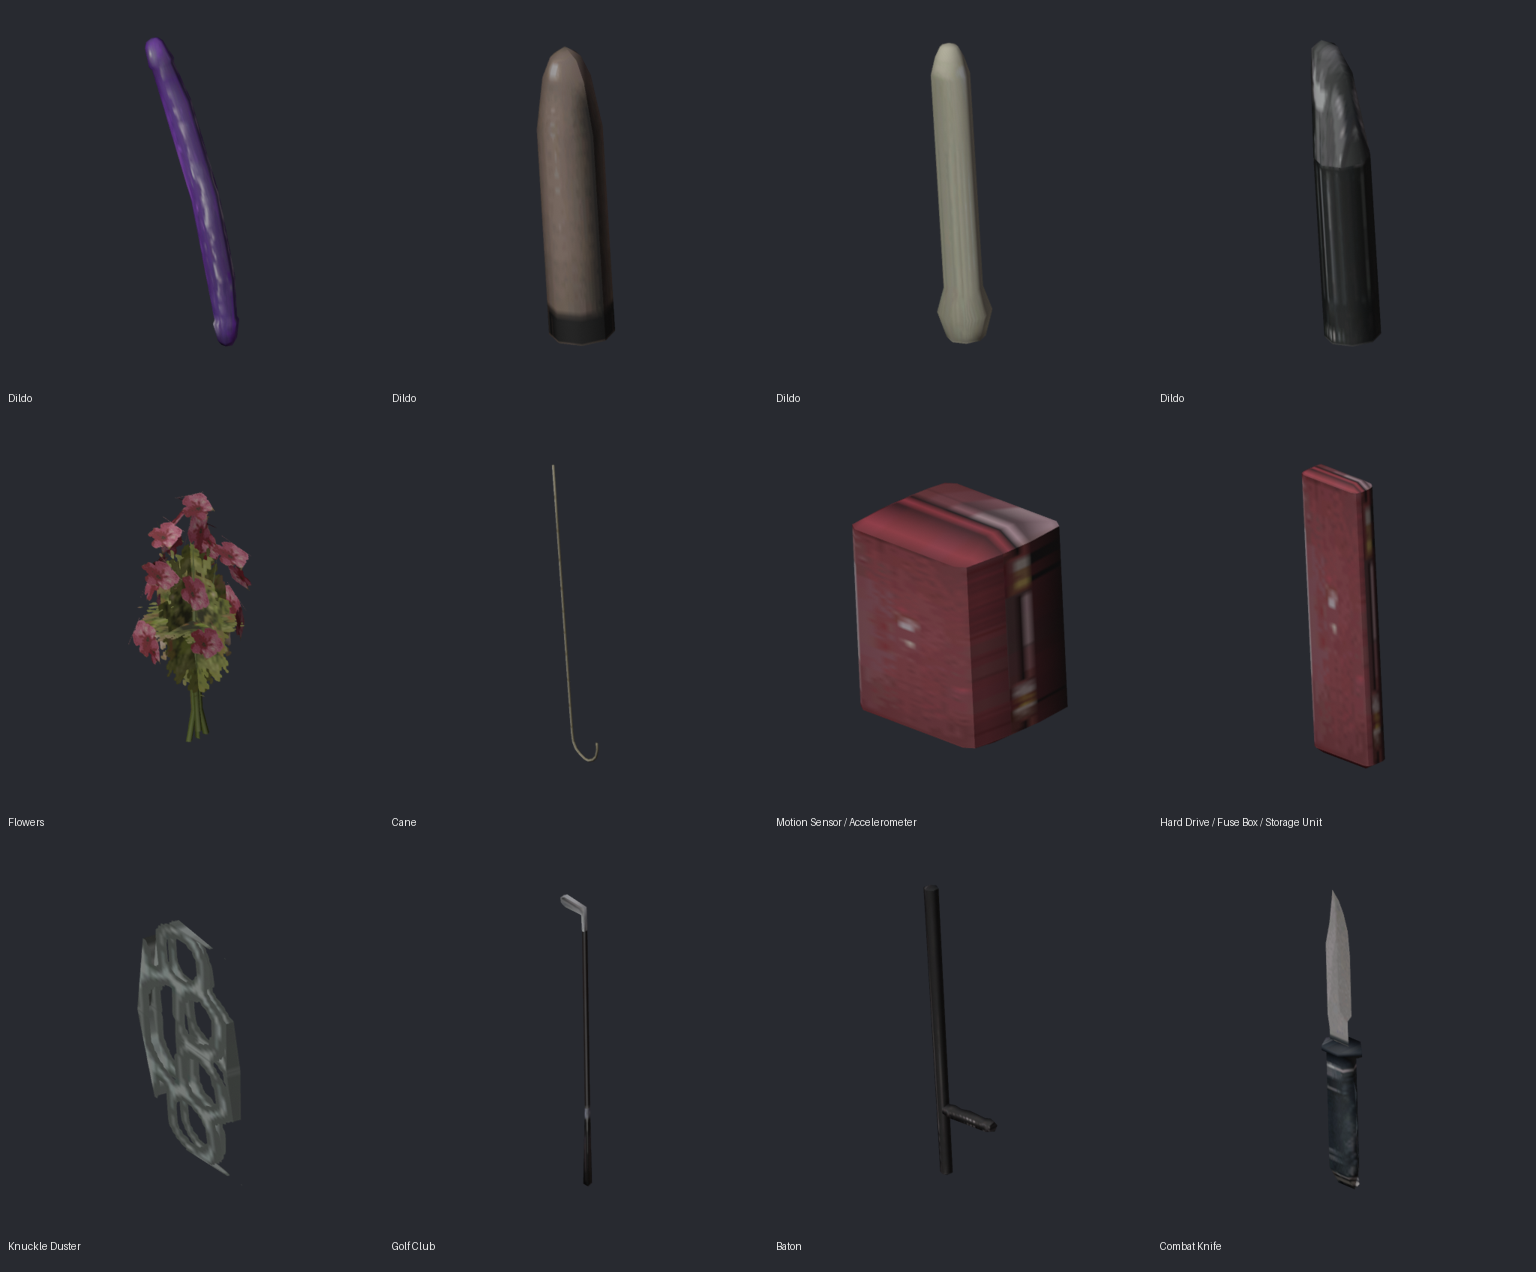 Dildo
Dildo
Dildo
Dildo
Flowers
Cane
Motion Sensor / Accelerometer
Hard Drive / Fuse Box / Storage Unit
Knuckle Duster
Golf Club
Baton
Combat Knife